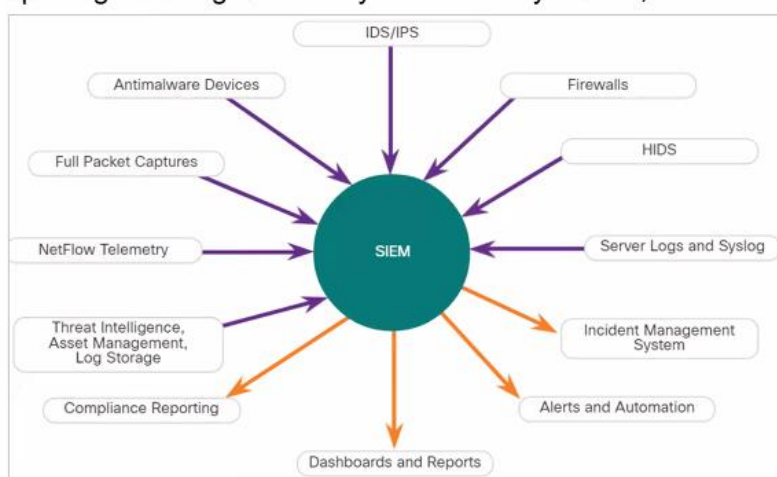 IDS/IPS
Antimalware Devices
Firewalls
Full Packet Captures
HIDS
NetFlow Telemetry
SIEM
Server Logs and Syslog
Threat Intelligence,
Asset Management,
Log Storage
Incident Management
System
Compliance Reporting
Alerts and Automation
Dashboards and Reports